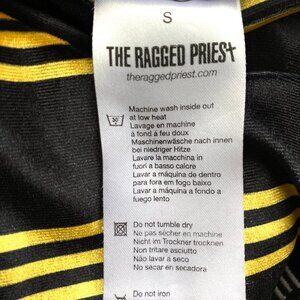 S
THE RAGGED PRIEST
theraggedpriest.com
Machine wash inside out
at low heat
Lavage en machine
à fond á feu doux
Maschinenwäsche nach innen
bei niedriger Hitze
Lavare la macchina in
fuori a basso calore
Lavar a máquina de dentro
para fora em fogo baixo
Lavar a máquina a fondo a
fuego lento
30°
Do not tumble dry
Ne pas sécher en machine
Nicht im Trockner trocknen
Non tritare asciutto
Não lavar a seco
No secar en secadora
Do not iron